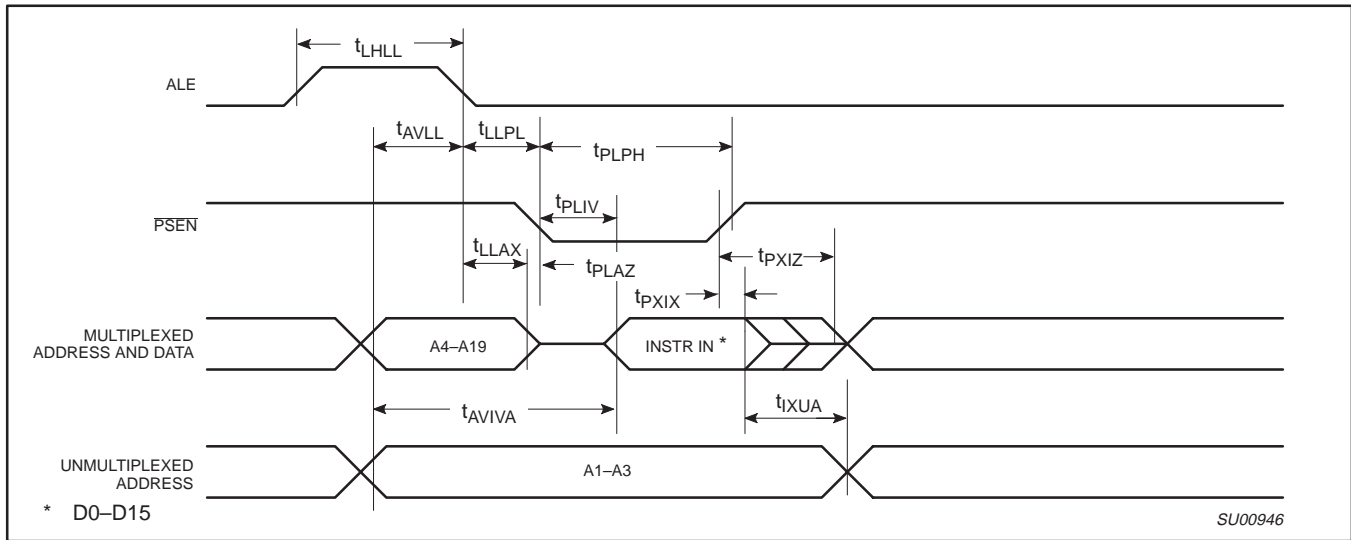 tLHLL
ALE
tAVLL
tLLPL
tPLPH
PSEN
tPLIV
tLLAX
tPLAZ
tPXIZ
tPXIX
MULTIPLEXED
ADDRESS AND DATA
A4–A19
INSTR IN *
tAVIVA
tIXUA
UNMULTIPLEXED
ADDRESS
A1–A3
* D0–D15
SU00946